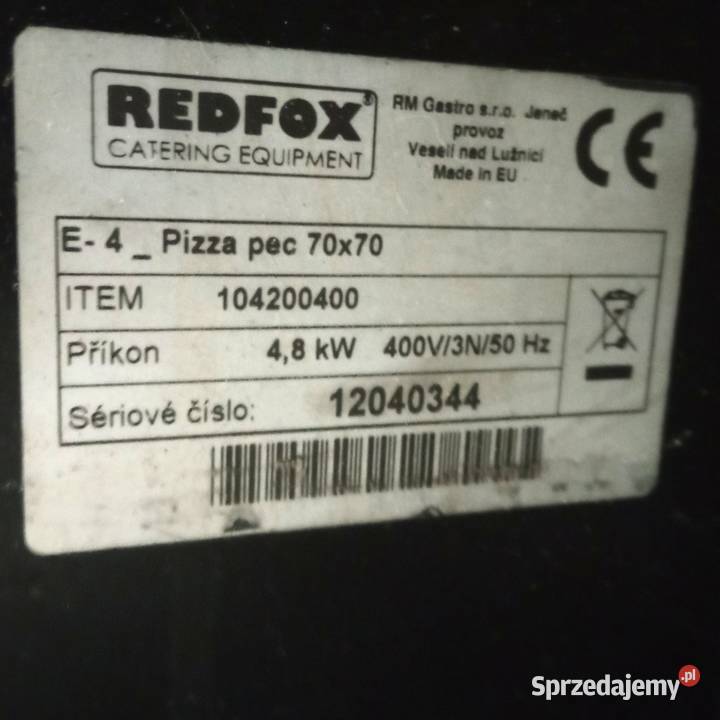 REDFOX®
CATERING EQUIPMENT
RM Gastro s.r.o. Jeneč
provoz
Veselí nad Lužnicí
Made in EU
CE
E- 4 _ Pizza pec 70x70
ITEM 104200400
Příkon 4,8 kW 400V/3N/50 Hz
Sériové číslo: 12040344
Sprzedajemy.pl